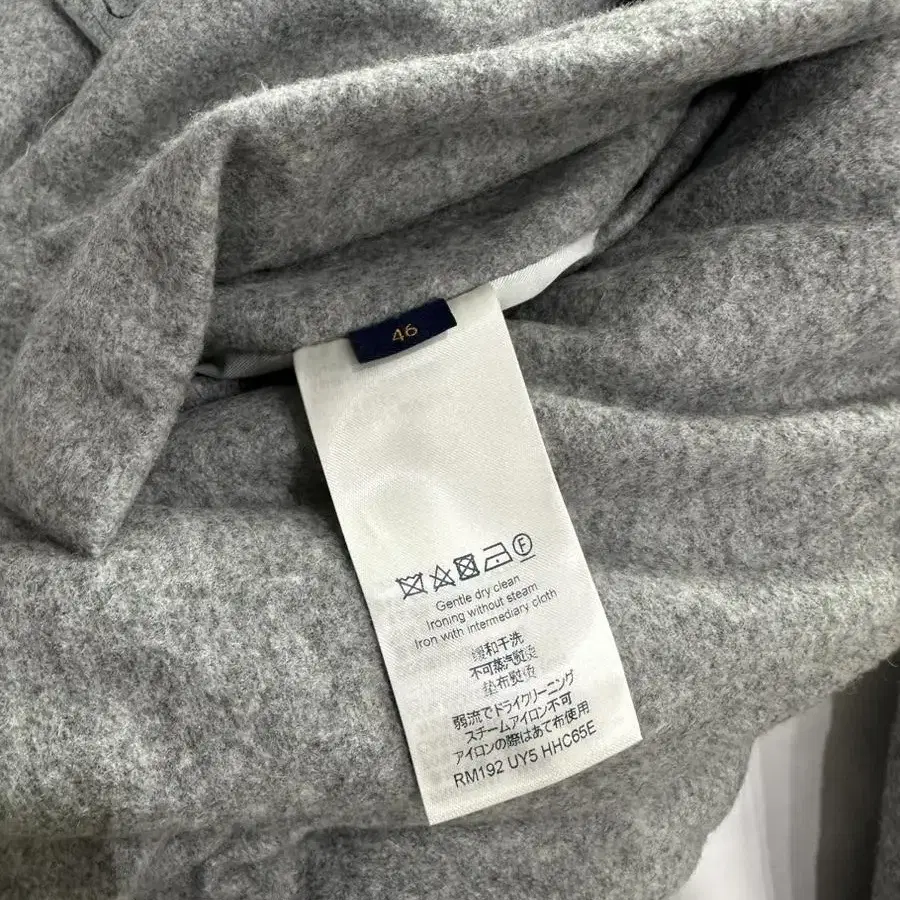 46
F
Gentle dry clean
Ironing without steam
Iron with intermediary cloth
缓和干洗
不可蒸汽熨烫
垫布熨烫
弱流でドライクリーニング
スチームアイロン不可
アイロンの際はあて布使用
RM192 UY5 HHC65E